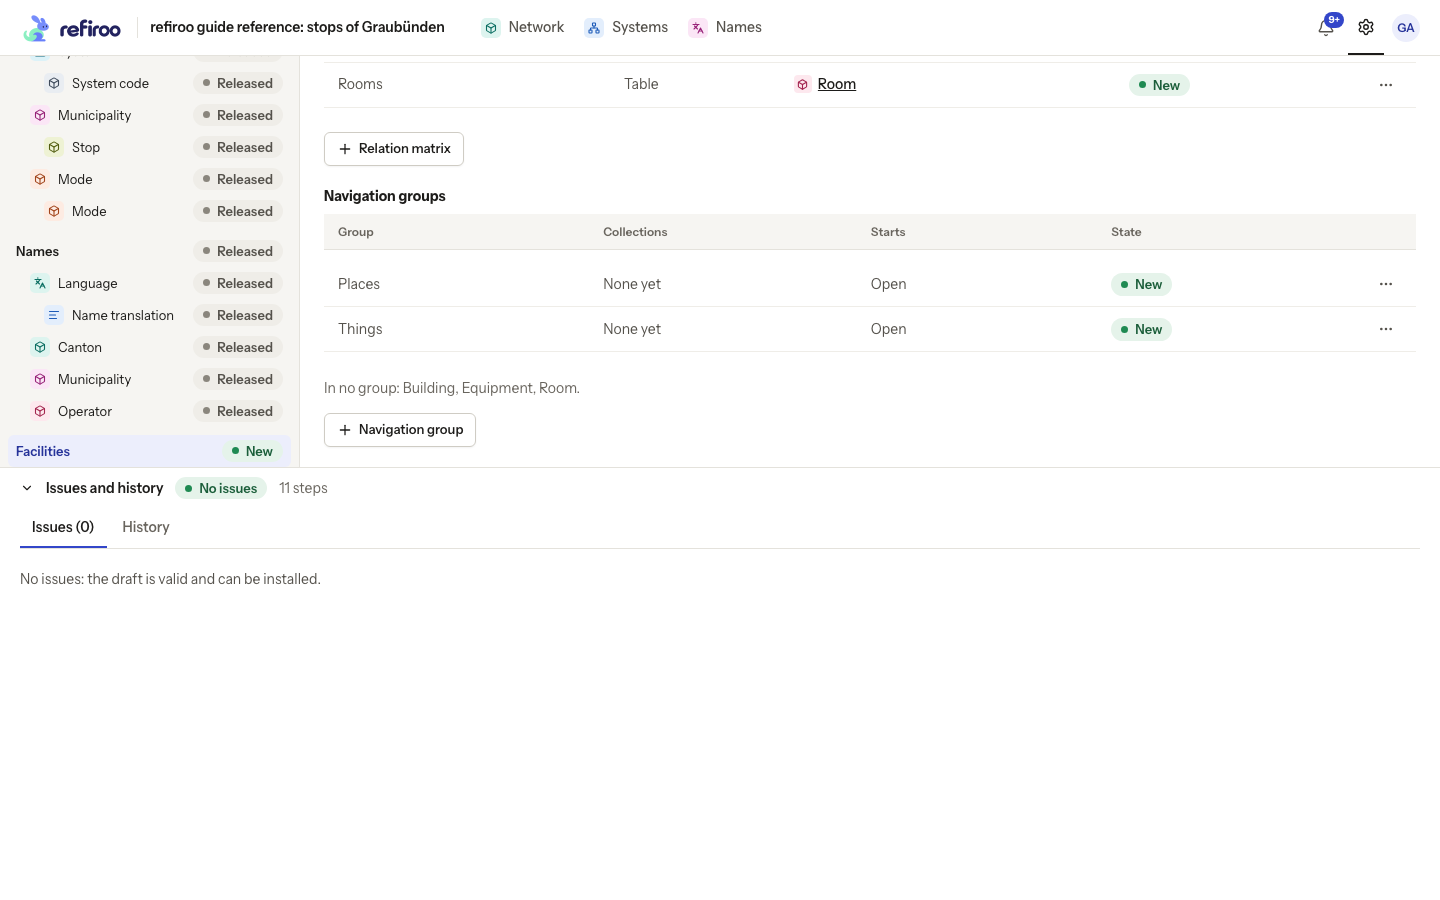 refiroo
refiroo guide reference: stops of Graubünden
Network
Systems
Names
9+
GA
System code Released
Municipality Released
Stop Released
Mode Released
Mode Released
Names Released
Language Released
Name translation Released
Canton Released
Municipality Released
Operator Released
Facilities New
Rooms Table Room New
Relation matrix
Navigation groups
Group Collections Starts State
Places None yet Open New
Things None yet Open New
In no group: Building, Equipment, Room.
Navigation group
Issues and history No issues 11 steps
Issues (0) History
No issues: the draft is valid and can be installed.